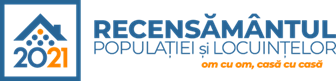 2021
RECENSĂMÂNTUL
POPULAȚIEI și LOCUINȚELOR
om cu om, casă cu casă